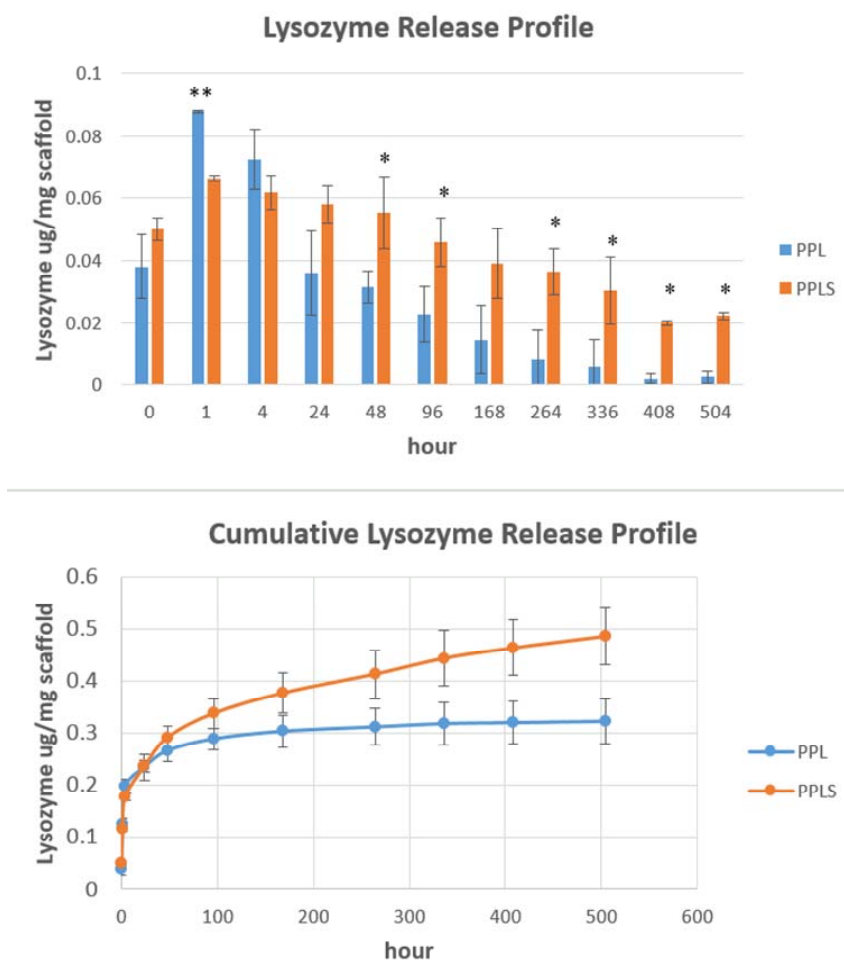 Lysozyme Release Profile
Lysozyme ug/mg scaffold
0.1
0.08
0.06
0.04
0.02
0
**
*
*
*
*
*
*
0 1 4 24 48 96 168 264 336 408 504
hour
PPL
PPLS
Cumulative Lysozyme Release Profile
Lysozyme ug/mg scaffold
0.6
0.5
0.4
0.3
0.2
0.1
0
0 100 200 300 400 500 600
hour
PPL
PPLS